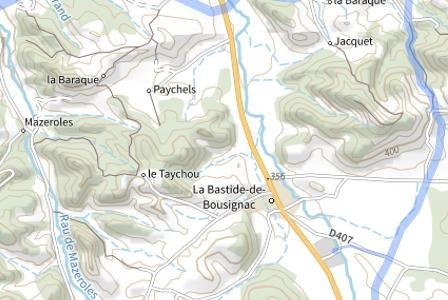 la Baraque
rand
Jacquet
la Baraque
Paychels
Mazeroles
400
le Taychou
356
La Bastide-de-
Bousignac
D407
Rau de Mazeroles